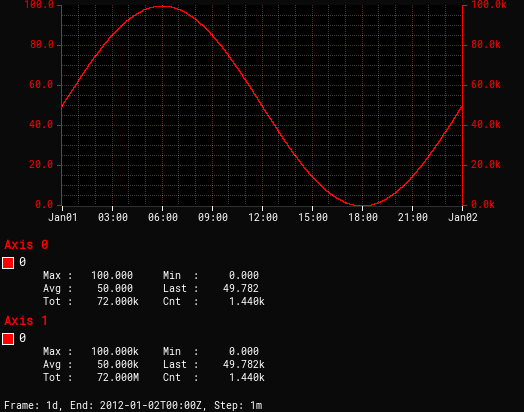 100.0 100.0k
80.0 80.0k
60.0 60.0k
40.0 40.0k
20.0 20.0k
0.0 0.0k
Jan01 03:00 06:00 09:00 12:00 15:00 18:00 21:00 Jan02
Axis 0
0
Max : 100.000 Min : 0.000
Avg : 50.000 Last : 49.782
Tot : 72.000k Cnt : 1.440k
Axis 1
0
Max : 100.000k Min : 0.000
Avg : 50.000k Last : 49.782k
Tot : 72.000M Cnt : 1.440k
Frame: 1d, End: 2012-01-02T00:00Z, Step: 1m